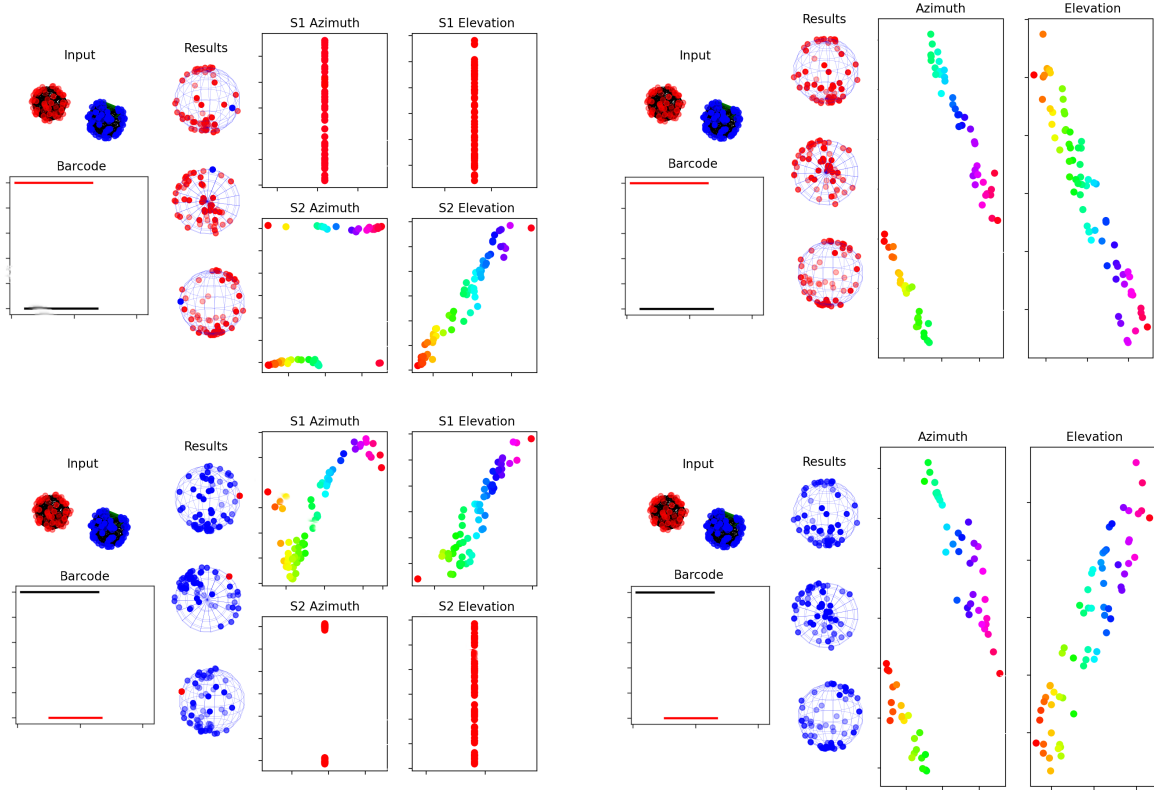 S1 Azimuth
S1 Elevation
Input
Results
Barcode
S2 Azimuth
S2 Elevation
Azimuth
Elevation
Input
Results
Barcode
S1 Azimuth
S1 Elevation
Input
Results
Barcode
S2 Azimuth
S2 Elevation
Azimuth
Elevation
Input
Results
Barcode